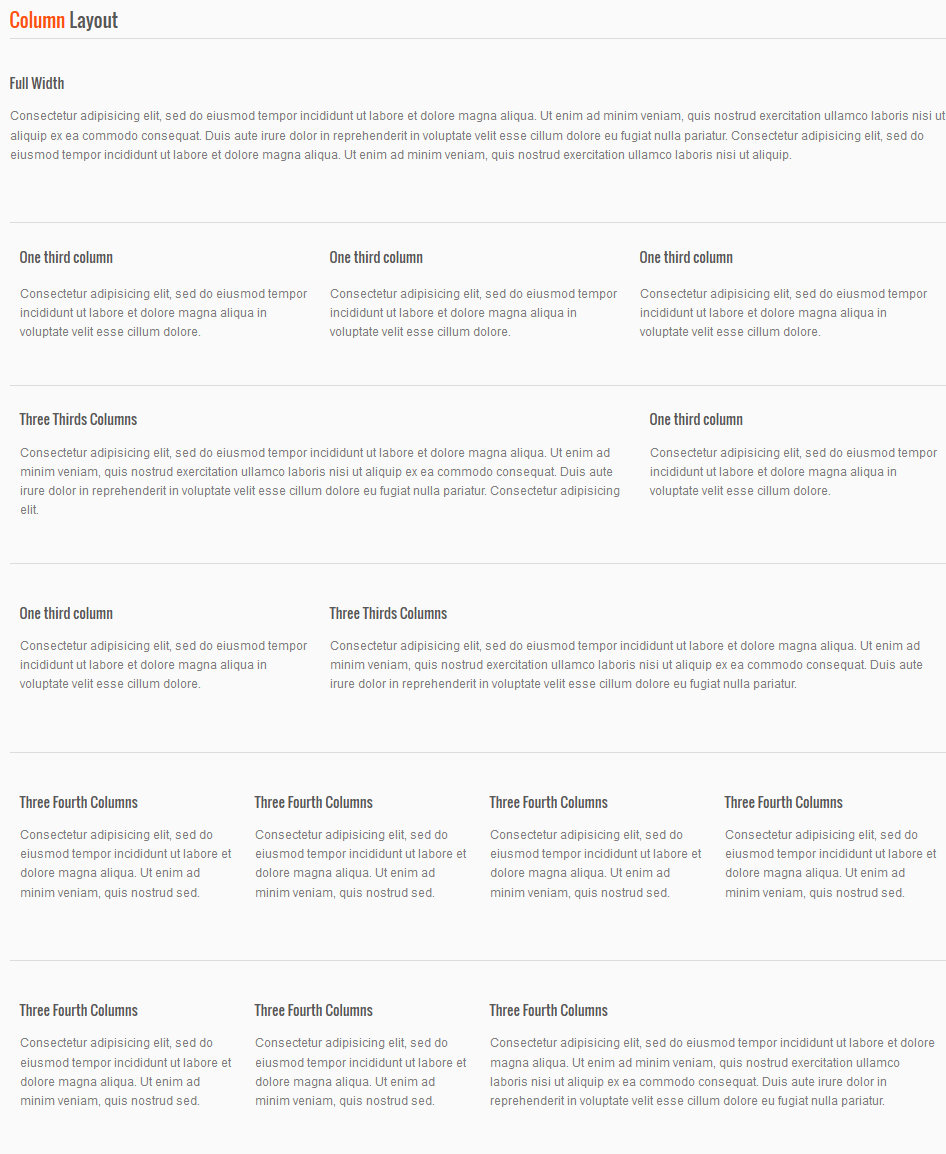 Column Layout
Full Width
Consectetur adipisicing elit, sed do eiusmod tempor incididunt ut labore et dolore magna aliqua. Ut enim ad minim veniam, quis nostrud exercitation ullamco laboris nisi ut
aliquip ex ea commodo consequat. Duis aute irure dolor in reprehenderit in voluptate velit esse cillum dolore eu fugiat nulla pariatur. Consectetur adipisicing elit, sed do
eiusmod tempor incididunt ut labore et dolore magna aliqua. Ut enim ad minim veniam, quis nostrud exercitation ullamco laboris nisi ut aliquip.
One third column
Consectetur adipisicing elit, sed do eiusmod tempor
incididunt ut labore et dolore magna aliqua in
voluptate velit esse cillum dolore.
One third column
Consectetur adipisicing elit, sed do eiusmod tempor
incididunt ut labore et dolore magna aliqua in
voluptate velit esse cillum dolore.
One third column
Consectetur adipisicing elit, sed do eiusmod tempor
incididunt ut labore et dolore magna aliqua in
voluptate velit esse cillum dolore.
Three Thirds Columns
Consectetur adipisicing elit, sed do eiusmod tempor incididunt ut labore et dolore magna aliqua. Ut enim ad
minim veniam, quis nostrud exercitation ullamco laboris nisi ut aliquip ex ea commodo consequat. Duis aute
irure dolor in reprehenderit in voluptate velit esse cillum dolore eu fugiat nulla pariatur. Consectetur adipisicing
elit.
One third column
Consectetur adipisicing elit, sed do eiusmod tempor
incididunt ut labore et dolore magna aliqua in
voluptate velit esse cillum dolore.
One third column
Consectetur adipisicing elit, sed do eiusmod tempor
incididunt ut labore et dolore magna aliqua in
voluptate velit esse cillum dolore.
Three Thirds Columns
Consectetur adipisicing elit, sed do eiusmod tempor incididunt ut labore et dolore magna aliqua. Ut enim ad
minim veniam, quis nostrud exercitation ullamco laboris nisi ut aliquip ex ea commodo consequat. Duis aute
irure dolor in reprehenderit in voluptate velit esse cillum dolore eu fugiat nulla pariatur.
Three Fourth Columns
Consectetur adipisicing elit, sed do
eiusmod tempor incididunt ut labore et
dolore magna aliqua. Ut enim ad
minim veniam, quis nostrud sed.
Three Fourth Columns
Consectetur adipisicing elit, sed do
eiusmod tempor incididunt ut labore et
dolore magna aliqua. Ut enim ad
minim veniam, quis nostrud sed.
Three Fourth Columns
Consectetur adipisicing elit, sed do
eiusmod tempor incididunt ut labore et
dolore magna aliqua. Ut enim ad
minim veniam, quis nostrud sed.
Three Fourth Columns
Consectetur adipisicing elit, sed do
eiusmod tempor incididunt ut labore et
dolore magna aliqua. Ut enim ad
minim veniam, quis nostrud sed.
Three Fourth Columns
Consectetur adipisicing elit, sed do
eiusmod tempor incididunt ut labore et
dolore magna aliqua. Ut enim ad
minim veniam, quis nostrud sed.
Three Fourth Columns
Consectetur adipisicing elit, sed do
eiusmod tempor incididunt ut labore et
dolore magna aliqua. Ut enim ad
minim veniam, quis nostrud sed.
Three Fourth Columns
Consectetur adipisicing elit, sed do eiusmod tempor incididunt ut labore et dolore
magna aliqua. Ut enim ad minim veniam, quis nostrud exercitation ullamco
laboris nisi ut aliquip ex ea commodo consequat. Duis aute irure dolor in
reprehenderit in voluptate velit esse cillum dolore eu fugiat nulla pariatur.